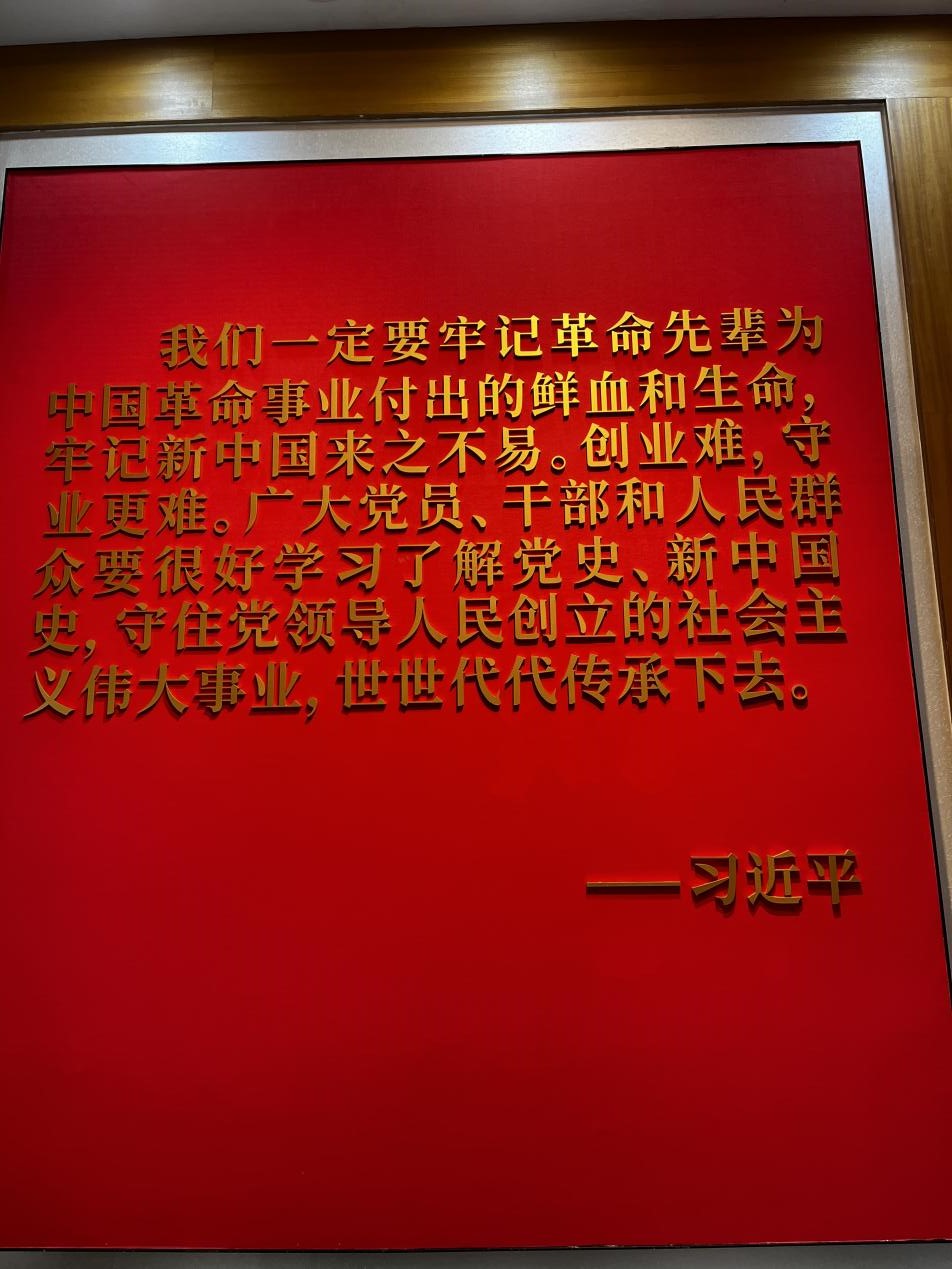 我们一定要牢记革命先辈为
中国革命事业付出的鲜血和生命，
牢记新中国来之不易。创业难，守
业更难。广大党员、干部和人民群
众要很好学习了解党史、新中国
史，守住党领导人民创立的社会主
义伟大事业，世世代代传承下去。
——习近平